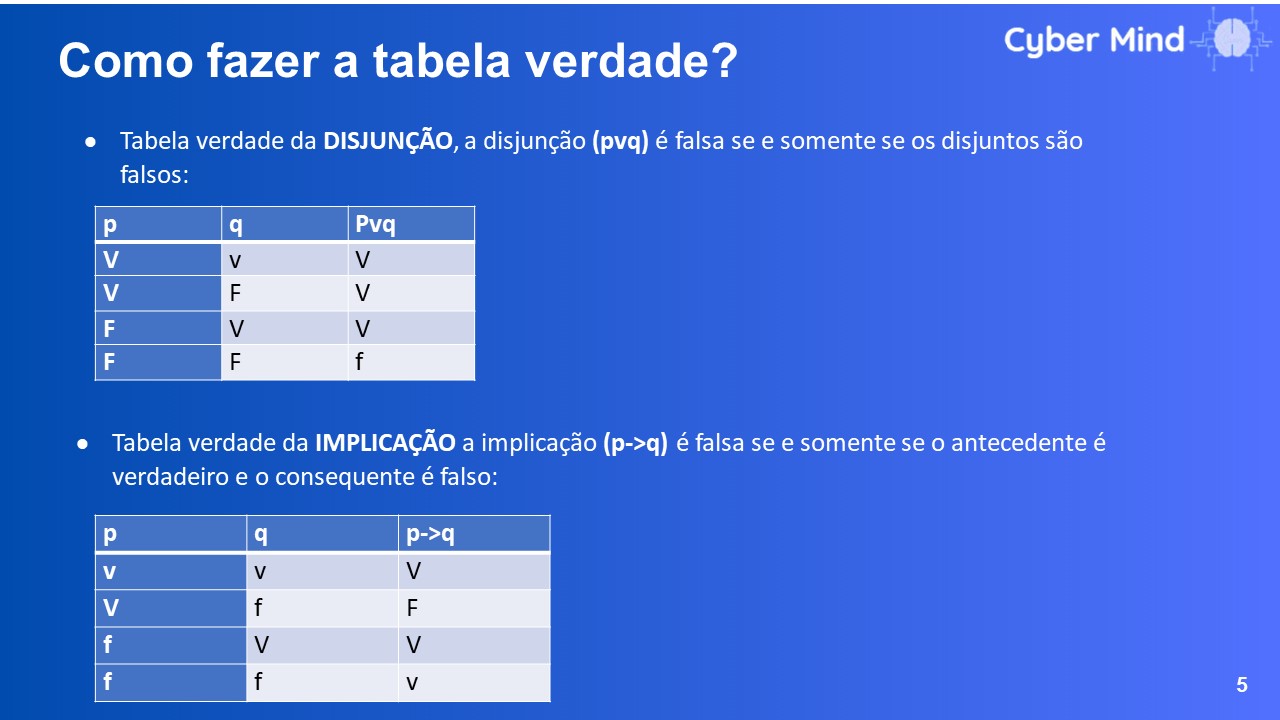 Como fazer a tabela verdade?
Cyber Mind
● Tabela verdade da DISJUNÇÃO, a disjunção (pvq) é falsa se e somente se os disjuntos são
falsos:
p q Pvq
V v V
V F V
F V V
F F f
● Tabela verdade da IMPLICAÇÃO a implicação (p->q) é falsa se e somente se o antecedente é
verdadeiro e o consequente é falso:
p q p->q
v v V
V f F
f V V
f f v
5